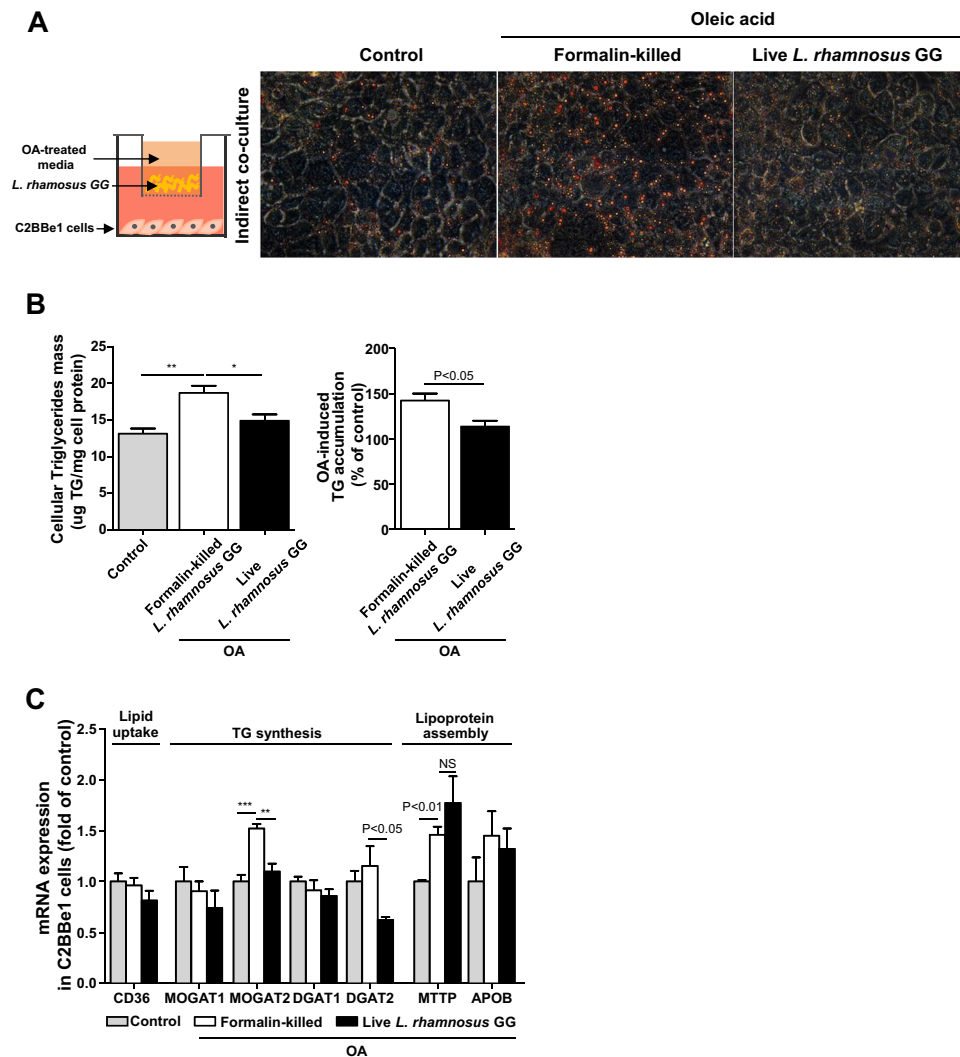 A
Oleic acid
Control
Formalin-killed
Live L. rhamnosus GG
OA-treated
media
L. rhamosus GG
C2BBe1 cells
Indirect co-culture
B
Cellular Triglycerides mass
(ug TG/mg cell protein)
25
20
15
10
5
0
**
*
Control
Formalin-killed
L. rhamnosus GG
Live
L. rhamnosus GG
OA
OA-induced
TG accumulation
(% of control)
200
150
100
50
0
P<0.05
Formalin-killed
L. rhamnosus GG
Live
L. rhamnosus GG
OA
C
Lipid
uptake
TG synthesis
Lipoprotein
assembly
mRNA expression
in C2BBe1 cells (fold of control)
2.5
2.0
1.5
1.0
0.5
0.0
***
**
P<0.05
P<0.01
NS
CD36 MOGAT1 MOGAT2 DGAT1 DGAT2 MTTP APOB
Control Formalin-killed Live L. rhamnosus GG
OA